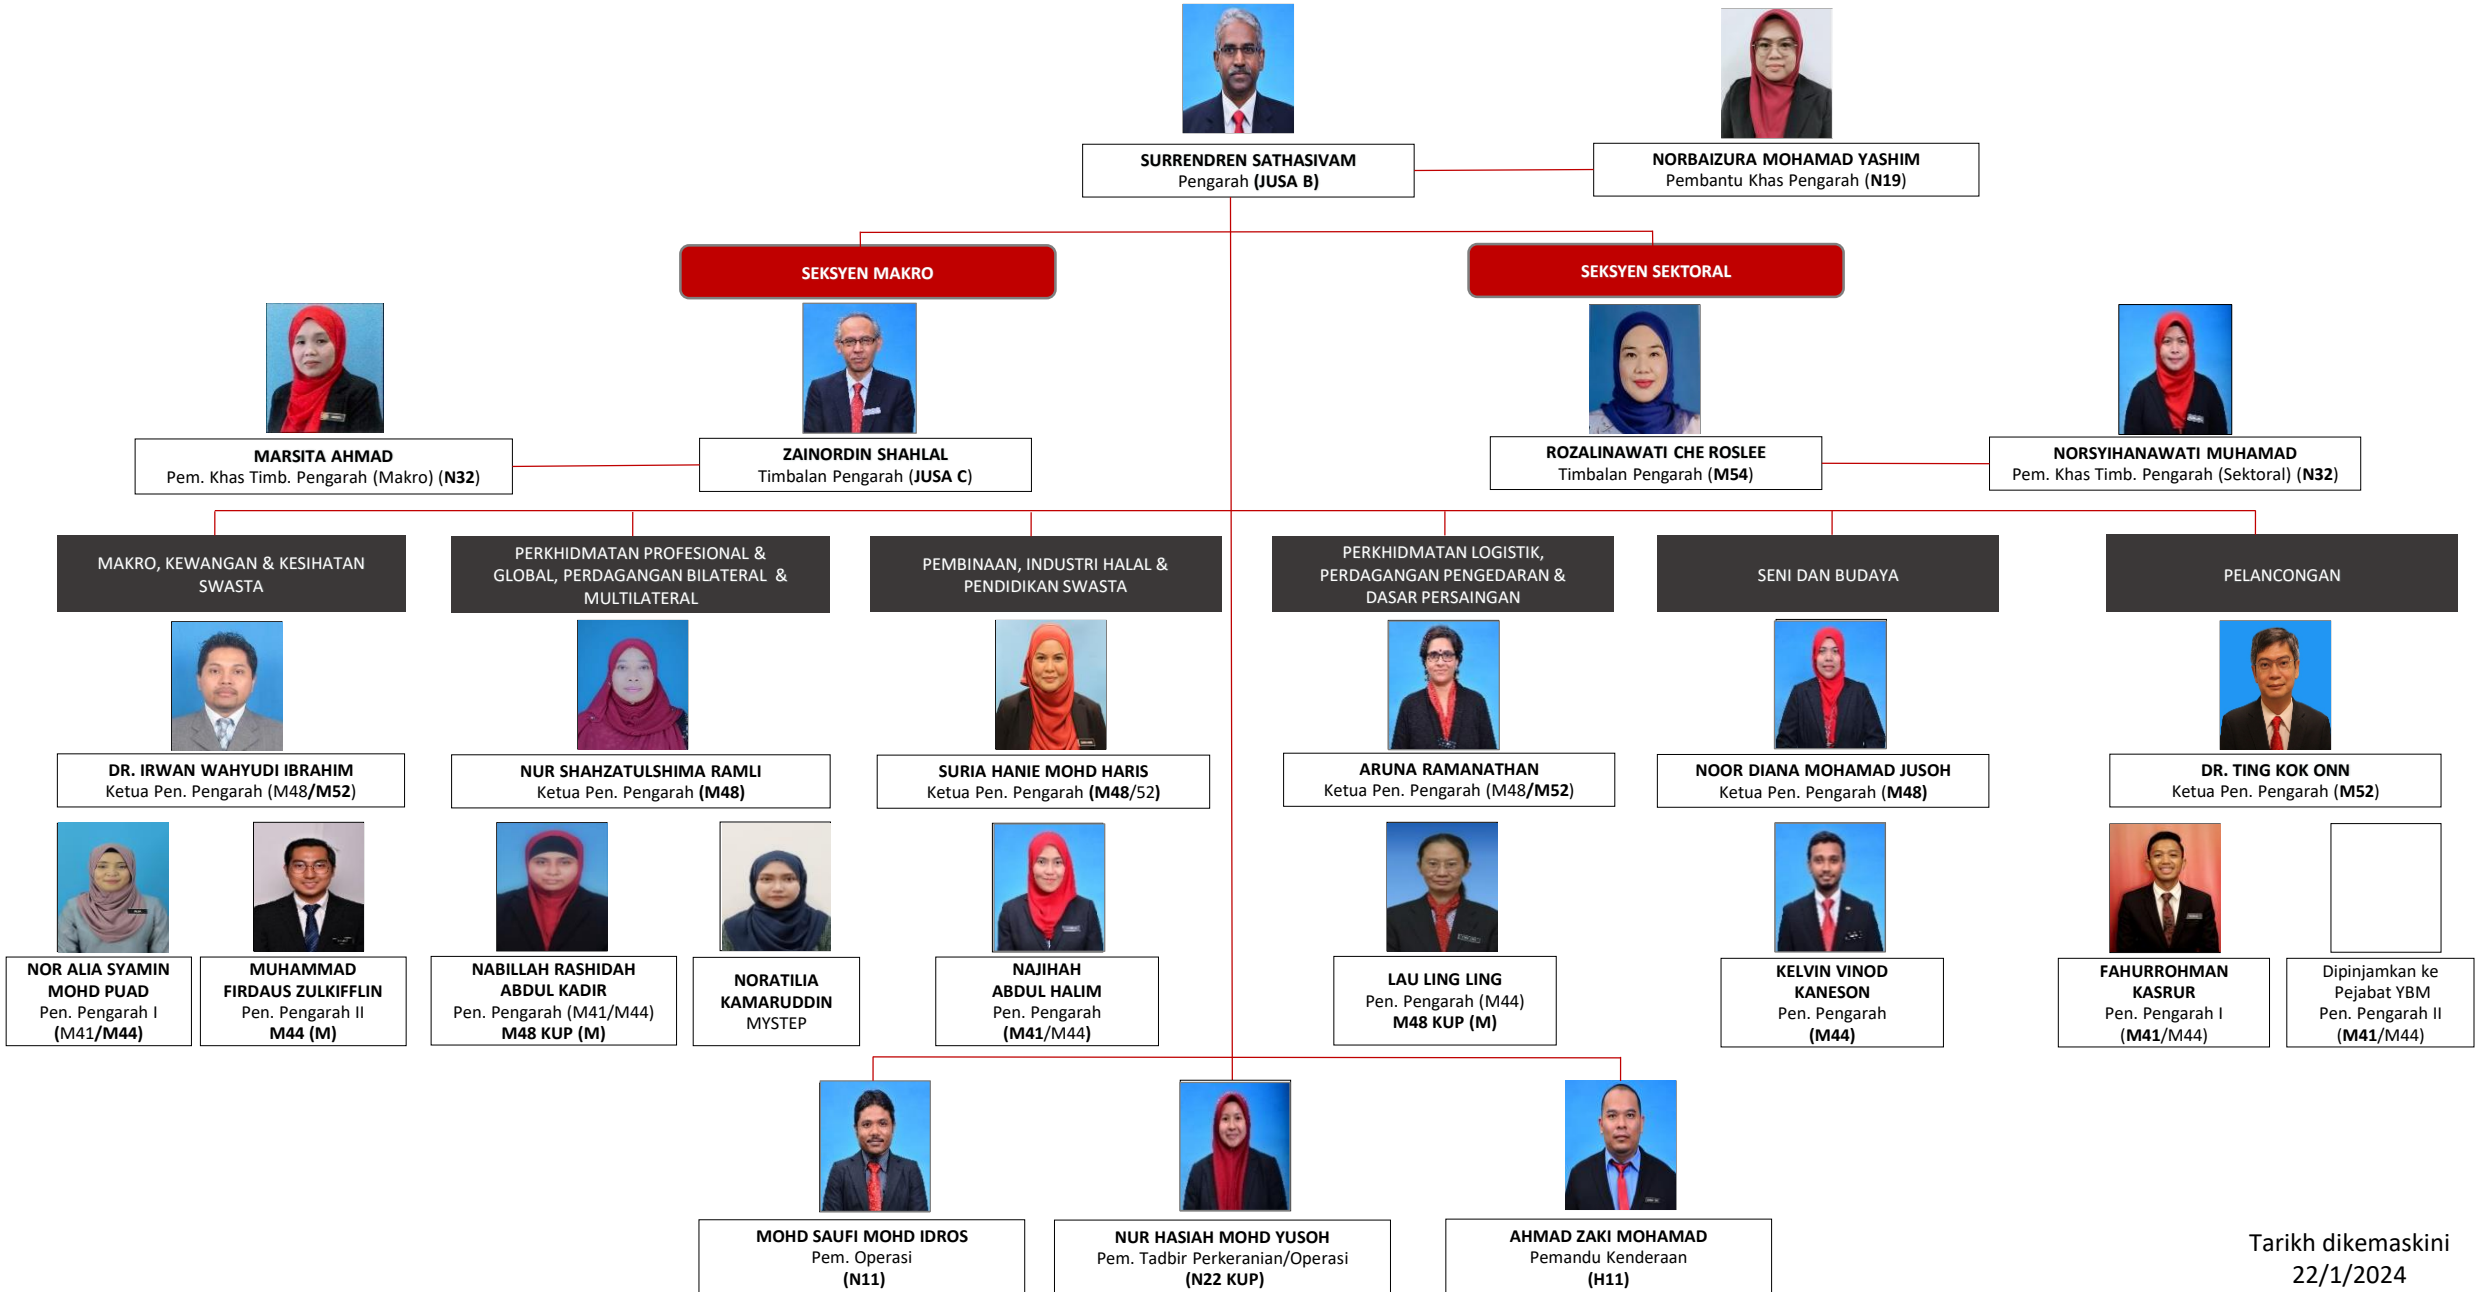 SURRENDREN SATHASIVAM
Pengarah (JUSA B)
NORBAIZURA MOHAMAD YASHIM
Pembantu Khas Pengarah (N19)
SEKSYEN MAKRO
SEKSYEN SEKTORAL
MARSITA AHMAD
Pem. Khas Timb. Pengarah (Makro) (N32)
ZAINORDIN SHAHLAL
Timbalan Pengarah (JUSA C)
ROZALINAWATI CHE ROSLEE
Timbalan Pengarah (M54)
NORSYIHANAWATI MUHAMAD
Pem. Khas Timb. Pengarah (Sektoral) (N32)
MAKRO, KEWANGAN & KESIHATAN
SWASTA
PERKHIDMATAN PROFESIONAL &
GLOBAL, PERDAGANGAN BILATERAL &
MULTILATERAL
PEMBINAAN, INDUSTRI HALAL &
PENDIDIKAN SWASTA
PERKHIDMATAN LOGISTIK,
PERDAGANGAN PENGEDARAN &
DASAR PERSAINGAN
SENI DAN BUDAYA
PELANCONGAN
DR. IRWAN WAHYUDI IBRAHIM
Ketua Pen. Pengarah (M48/M52)
NUR SHAHZATULSHIMA RAMLI
Ketua Pen. Pengarah (M48)
SURIA HANIE MOHD HARIS
Ketua Pen. Pengarah (M48/52)
ARUNA RAMANATHAN
Ketua Pen. Pengarah (M48/M52)
NOOR DIANA MOHAMAD JUSOH
Ketua Pen. Pengarah (M48)
DR. TING KOK ONN
Ketua Pen. Pengarah (M52)
NOR ALIA SYAMIN
MOHD PUAD
Pen. Pengarah I
(M41/M44)
MUHAMMAD
FIRDAUS ZULKIFFLIN
Pen. Pengarah II
M44 (M)
NABILLAH RASHIDAH
ABDUL KADIR
Pen. Pengarah (M41/M44)
M48 KUP (M)
NORATILIA
KAMARUDDIN
MYSTEP
NAJIHAH
ABDUL HALIM
Pen. Pengarah
(M41/M44)
LAU LING LING
Pen. Pengarah (M44)
M48 KUP (M)
KELVIN VINOD
KANESON
Pen. Pengarah
(M44)
FAHURROHMAN
KASRUR
Pen. Pengarah I
(M41/M44)
Dipinjamkan ke
Pejabat YBM
Pen. Pengarah II
(M41/M44)
MOHD SAUFI MOHD IDROS
Pem. Operasi
(N11)
NUR HASIAH MOHD YUSOH
Pem. Tadbir Perkeranian/Operasi
(N22 KUP)
AHMAD ZAKI MOHAMAD
Pemandu Kenderaan
(H11)
Tarikh dikemaskini
22/1/2024